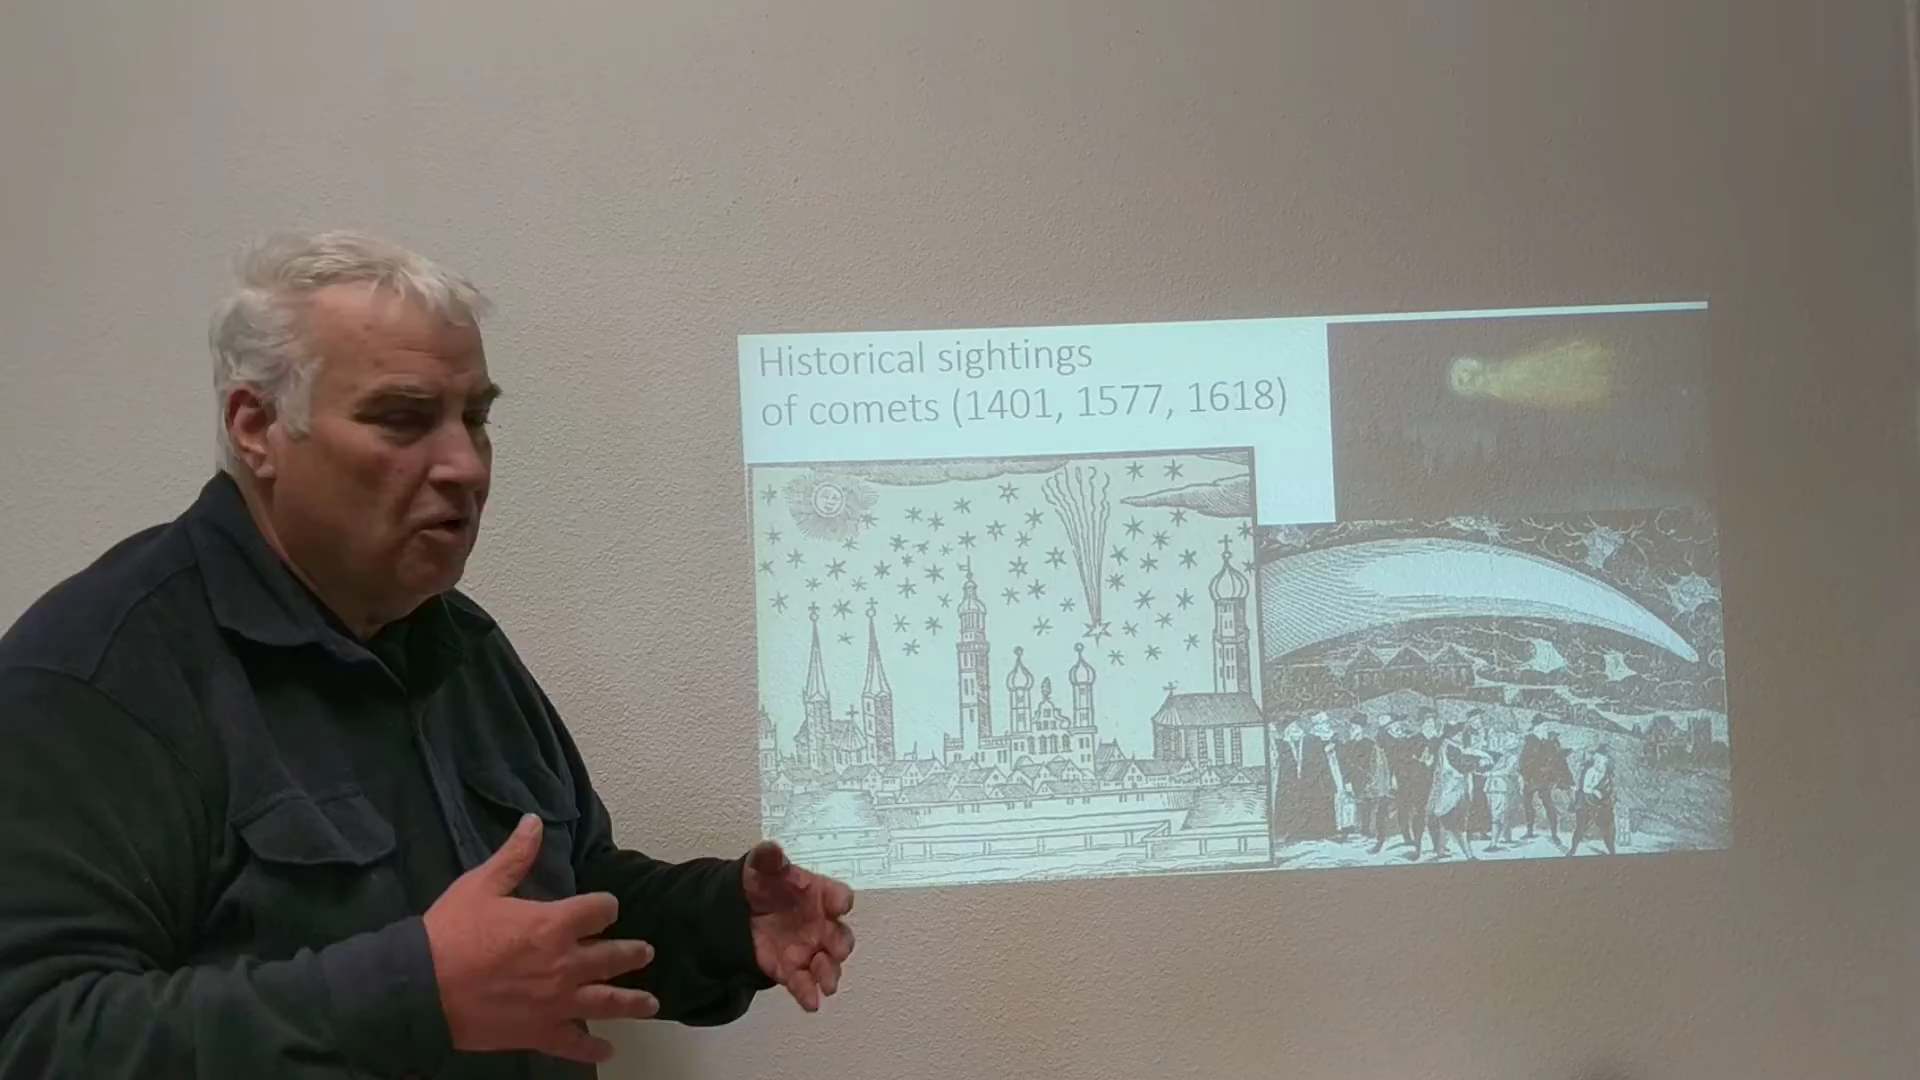 Historical sightings
of comets (1401, 1577, 1618)